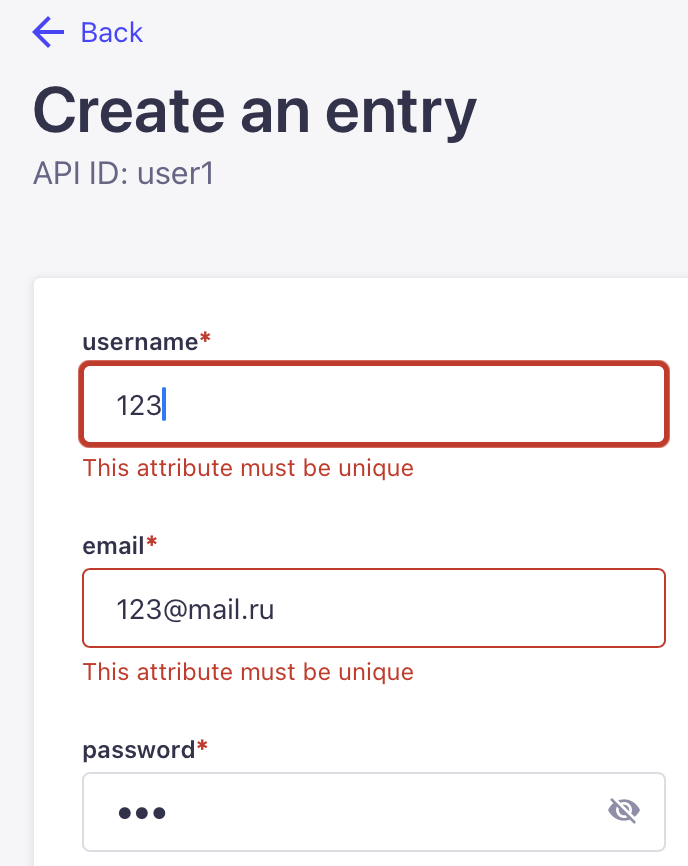 Back
Create an entry
API ID: user1
username*
123
This attribute must be unique
email*
123@mail.ru
This attribute must be unique
password*
•••